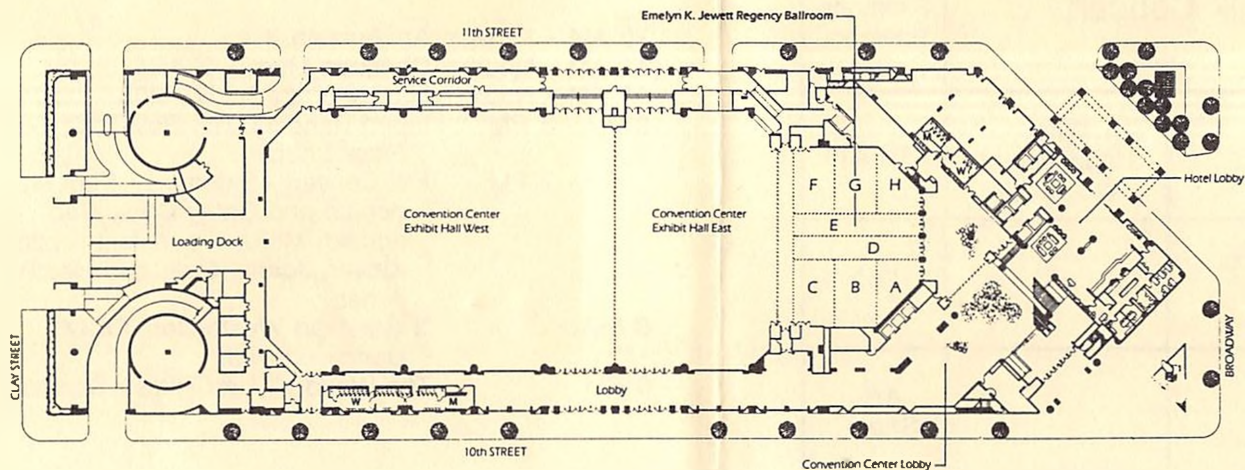 Emelyn K. Jewett Regency Ballroom
11th STREET
Service Corridor
Hotel Lobby
F G H
E
D
C B A
Convention Center
Exhibit Hall West
Convention Center
Exhibit Hall East
Loading Dock
M
W
CLAY STREET
BROADWAY
Lobby
W
M
10th STREET
Convention Center Lobby